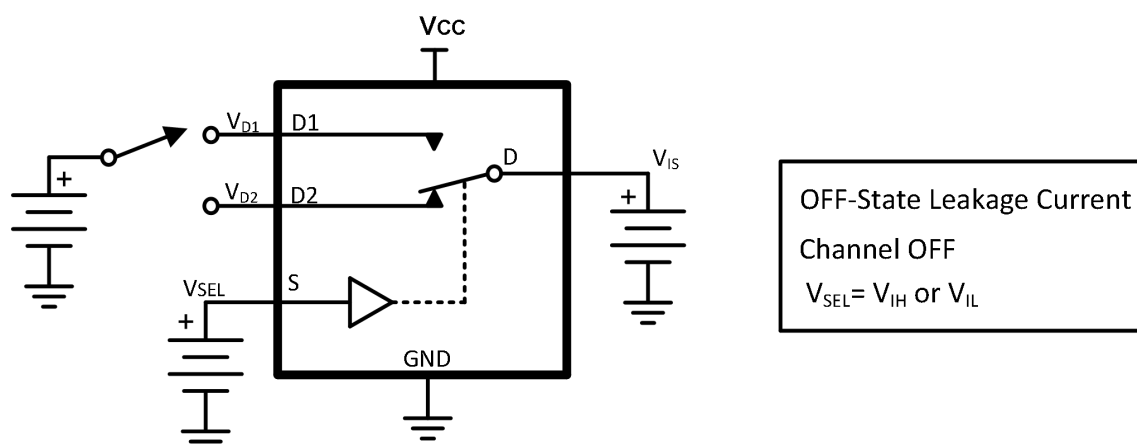 Vcc
VD1 D1
D VIS
+ +
VD2 D2
VSEL S
+
GND
OFF-State Leakage Current
Channel OFF
VSEL= VIH or VIL